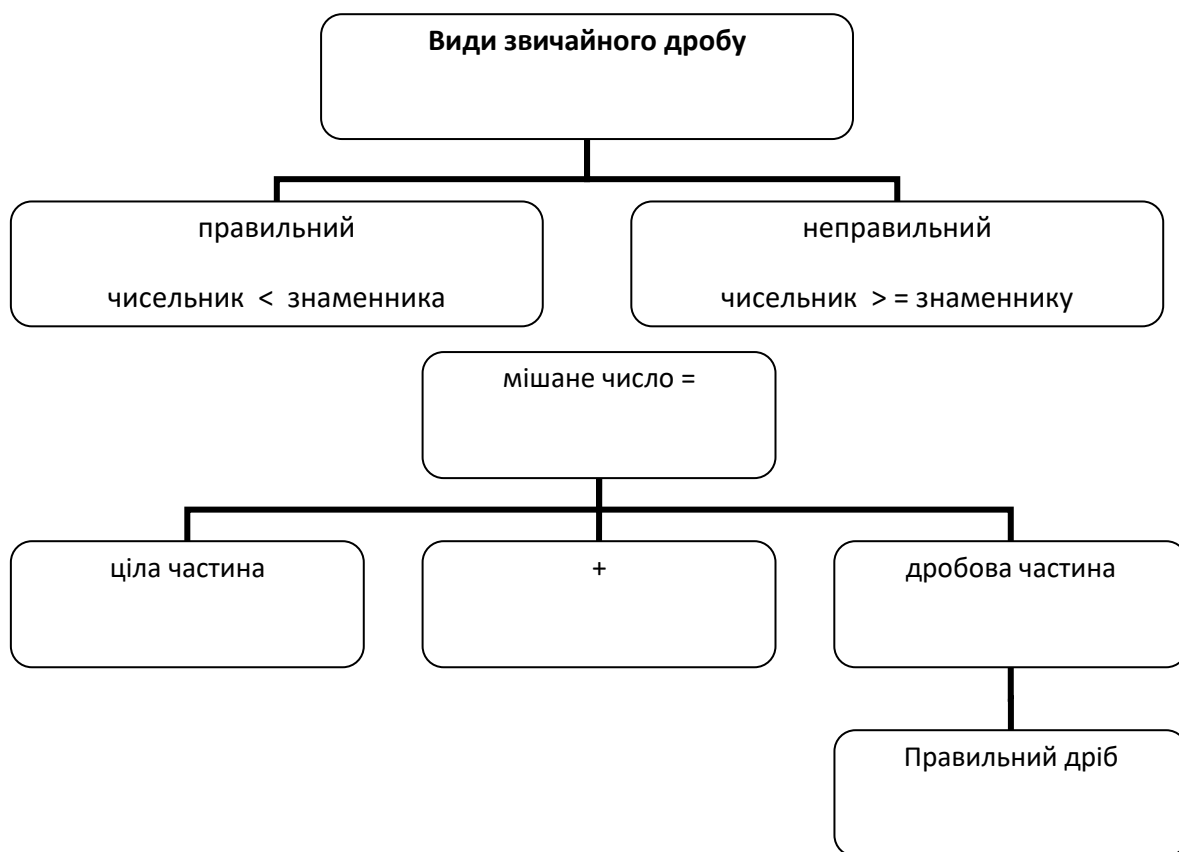 Види звичайного дробу
правильний
чисельник < знаменника
неправильний
чисельник > = знаменнику
мішане число =
ціла частина
+
дробова частина
Правильний дріб